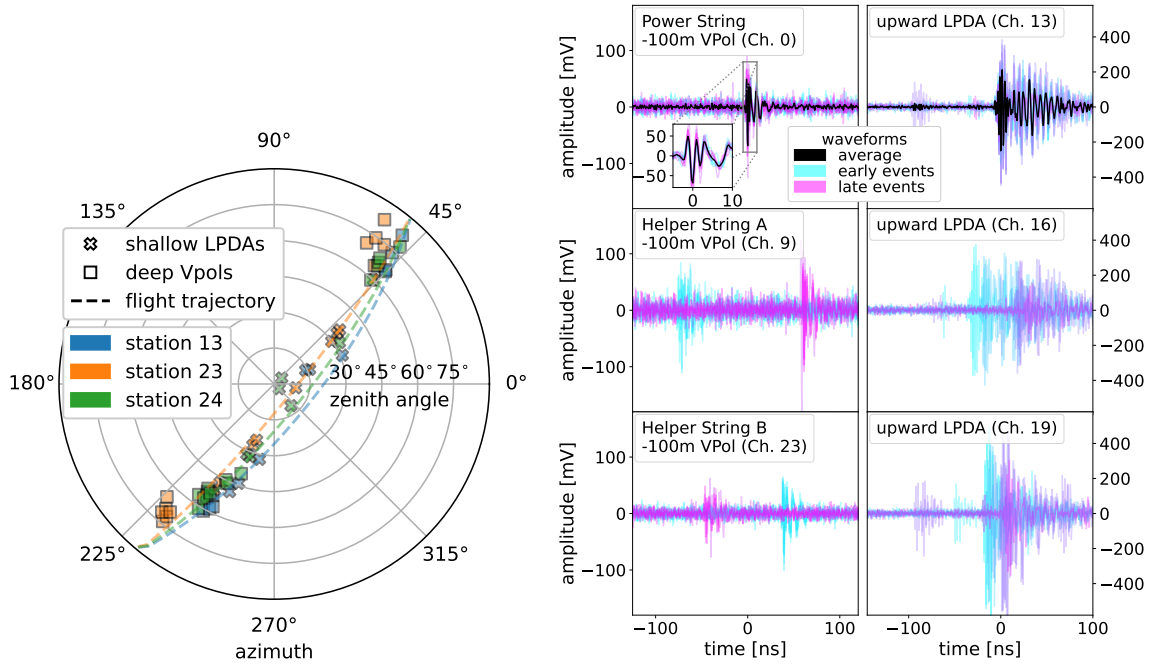 90°
135°
45°
shallow LPDAs
deep Vpols
flight trajectory
station 13
station 23
station 24
180°
0°
30° 45° 60° 75°
zenith angle
225°
315°
270°
azimuth
Power String
-100m VPol (Ch. 0)
amplitude [mV]
100
0
−100
50
0
−50
0
10
upward LPDA (Ch. 13)
400
200
0
−200
−400
waveforms
average
early events
late events
Helper String A
-100m VPol (Ch. 9)
amplitude [mV]
100
0
−100
upward LPDA (Ch. 16)
400
200
0
−200
−400
Helper String B
-100m VPol (Ch. 23)
amplitude [mV]
100
0
−100
−100
0
100
time [ns]
upward LPDA (Ch. 19)
400
200
0
−200
−400
−100
0
100
time [ns]